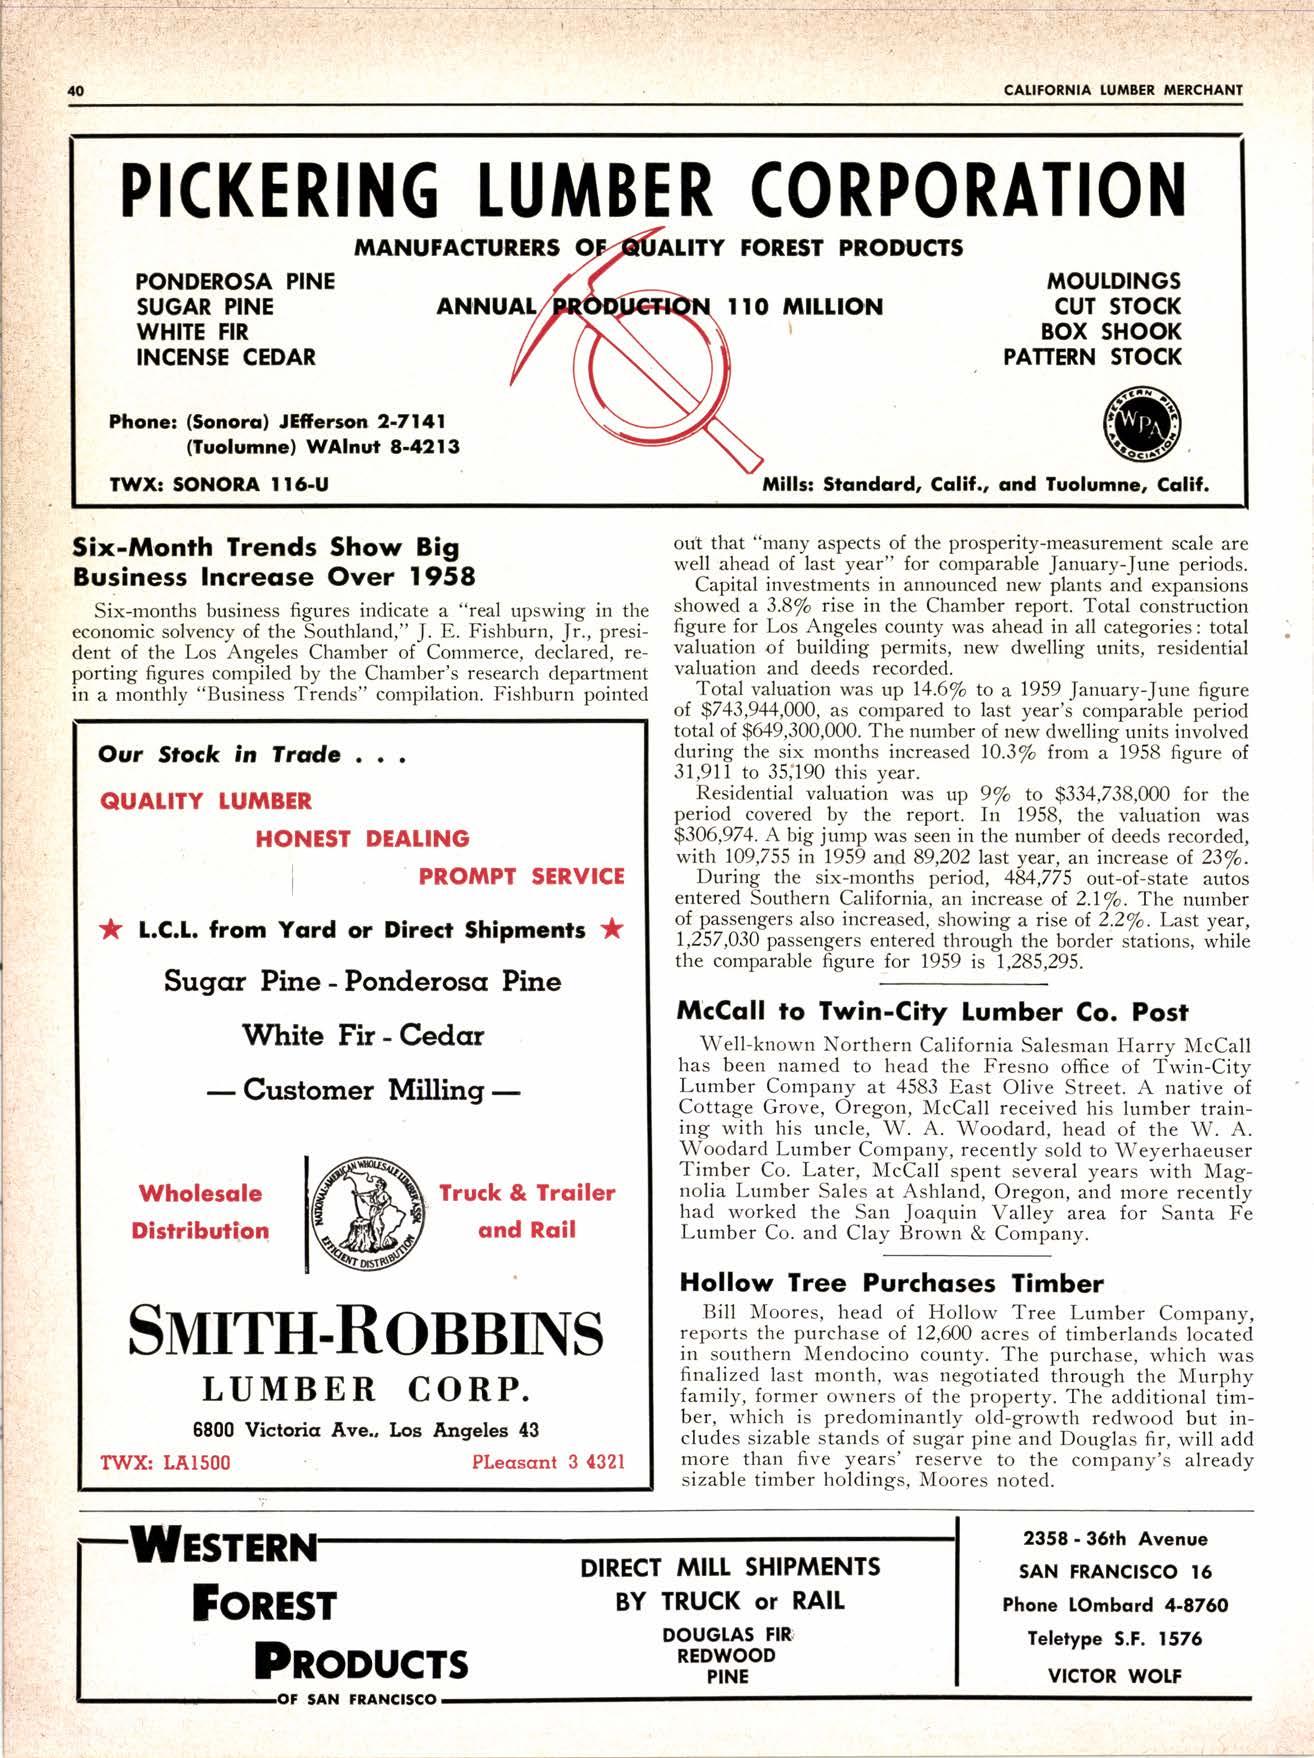 40
CALIFORNIA LUMBER MERCHANT
PICKERING LUMBER CORPORATION
MANUFACTURERS OF QUALITY FOREST PRODUCTS
PONDEROSA PINE
SUGAR PINE
WHITE FIR
INCENSE CEDAR
ANNUAL PRODUCTION 110 MILLION
MOULDINGS
CUT STOCK
BOX SHOOK
PATTERN STOCK
WESTERN PINE
WPA
ASSOCIATION
Phone: (Sonora) JEfferson 2-7141
(Tuolumne) WAlnut 8-4213
TWX: SONORA 116-U
Mills: Standard, Calif., and Tuolumne, Calif.
Six-Month Trends Show Big
Business Increase Over 1958
Six-months business figures indicate a “real upswing in the
economic solvency of the Southland,” J. E. Fishburn, Jr., presi-
dent of the Los Angeles Chamber of Commerce, declared, re-
porting figures compiled by the Chamber's research department
in a monthly “Business Trends” compilation. Fishburn pointed
out that “many aspects of the prosperity-measurement scale are
well ahead of last year” for comparable January-June periods.
Capital investments in announced new plants and expansions
showed a 3.8% rise in the Chamber report. Total construction
figure for Los Angeles county was ahead in all categories: total
valuation of building permits, new dwelling units, residential
valuation and deeds recorded.
Total valuation was up 14.6% to a 1959 January-June figure
of $743,944,000, as compared to last year's comparable period
total of $649,300,000. The number of new dwelling units involved
during the six months increased 10.3% from a 1958 figure of
31,911 to 35,190 this year.
Residential valuation was up 9% to $334,738,000 for the
period covered by the report. In 1958, the valuation was
$306,974. A big jump was seen in the number of deeds recorded,
with 109,755 in 1959 and 89,202 last year, an increase of 23%.
During the six-months period, 484,775 out-of-state autos
entered Southern California, an increase of 2.1%. The number
of passengers also increased, showing a rise of 2.2%. Last year,
1,257,030 passengers entered through the border stations, while
the comparable figure for 1959 is 1,285,295.
McCall to Twin-City Lumber Co. Post
Well-known Northern California Salesman Harry McCall
has been named to head the Fresno office of Twin-City
Lumber Company at 4583 East Olive Street. A native of
Cottage Grove, Oregon, McCall received his lumber train-
ing with his uncle, W. A. Woodard, head of the W. A.
Woodard Lumber Company, recently sold to Weyerhaeuser
Timber Co. Later, McCall spent several years with Mag-
nolia Lumber Sales at Ashland, Oregon, and more recently
had worked the San Joaquin Valley area for Santa Fe
Lumber Co. and Clay Brown & Company.
Hollow Tree Purchases Timber
Bill Moores, head of Hollow Tree Lumber Company,
reports the purchase of 12,600 acres of timberlands located
in southern Mendocino county. The purchase, which was
finalized last month, was negotiated through the Murphy
family, former owners of the property. The additional tim-
ber, which is predominantly old-growth redwood but in-
cludes sizable stands of sugar pine and Douglas fir, will add
more than five years' reserve to the company's already
sizable timber holdings, Moores noted.
Our Stock in Trade . . .
QUALITY LUMBER
HONEST DEALING
PROMPT SERVICE
★ L.C.L. from Yard or Direct Shipments ★
Sugar Pine - Ponderosa Pine
White Fir - Cedar
— Customer Milling —
Wholesale
Distribution
NATIONAL-AMERICAN WHOLESALE LUMBER ASSN.
EFFICIENT DISTRIBUTION
Truck & Trailer
and Rail
SMITH-ROBBINS
LUMBER CORP.
6800 Victoria Ave., Los Angeles 43
TWX: LA1500
PLeasant 3 4321
WESTERN
FOREST
PRODUCTS
OF SAN FRANCISCO
DIRECT MILL SHIPMENTS
BY TRUCK or RAIL
DOUGLAS FIR
REDWOOD
PINE
2358 - 36th Avenue
SAN FRANCISCO 16
Phone LOmbard 4-8760
Teletype S.F. 1576
VICTOR WOLF